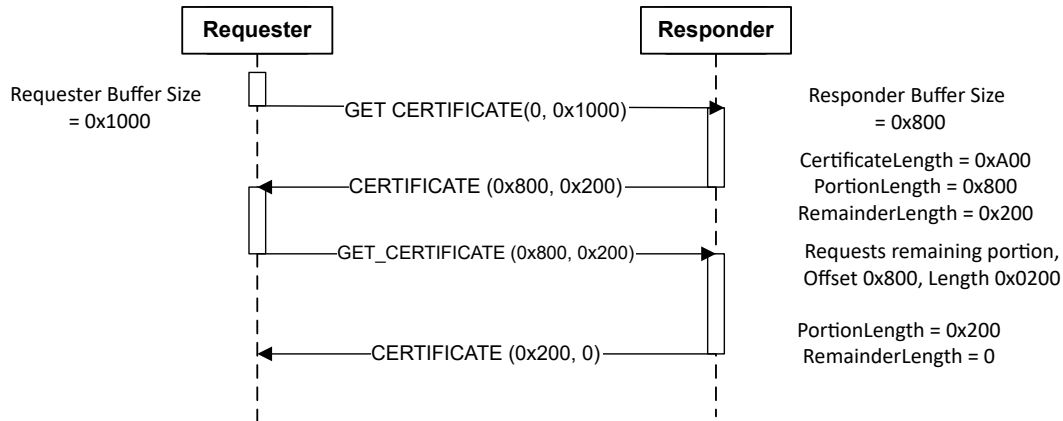 Requester
Responder
Requester Buffer Size
= 0x1000
GET CERTIFICATE(0, 0x1000)
Responder Buffer Size
= 0x800
CertificateLength = 0xA00
PortionLength = 0x800
RemainderLength = 0x200
CERTIFICATE (0x800, 0x200)
GET_CERTIFICATE (0x800, 0x200)
Requests remaining portion,
Offset 0x800, Length 0x0200
PortionLength = 0x200
RemainderLength = 0
CERTIFICATE (0x200, 0)